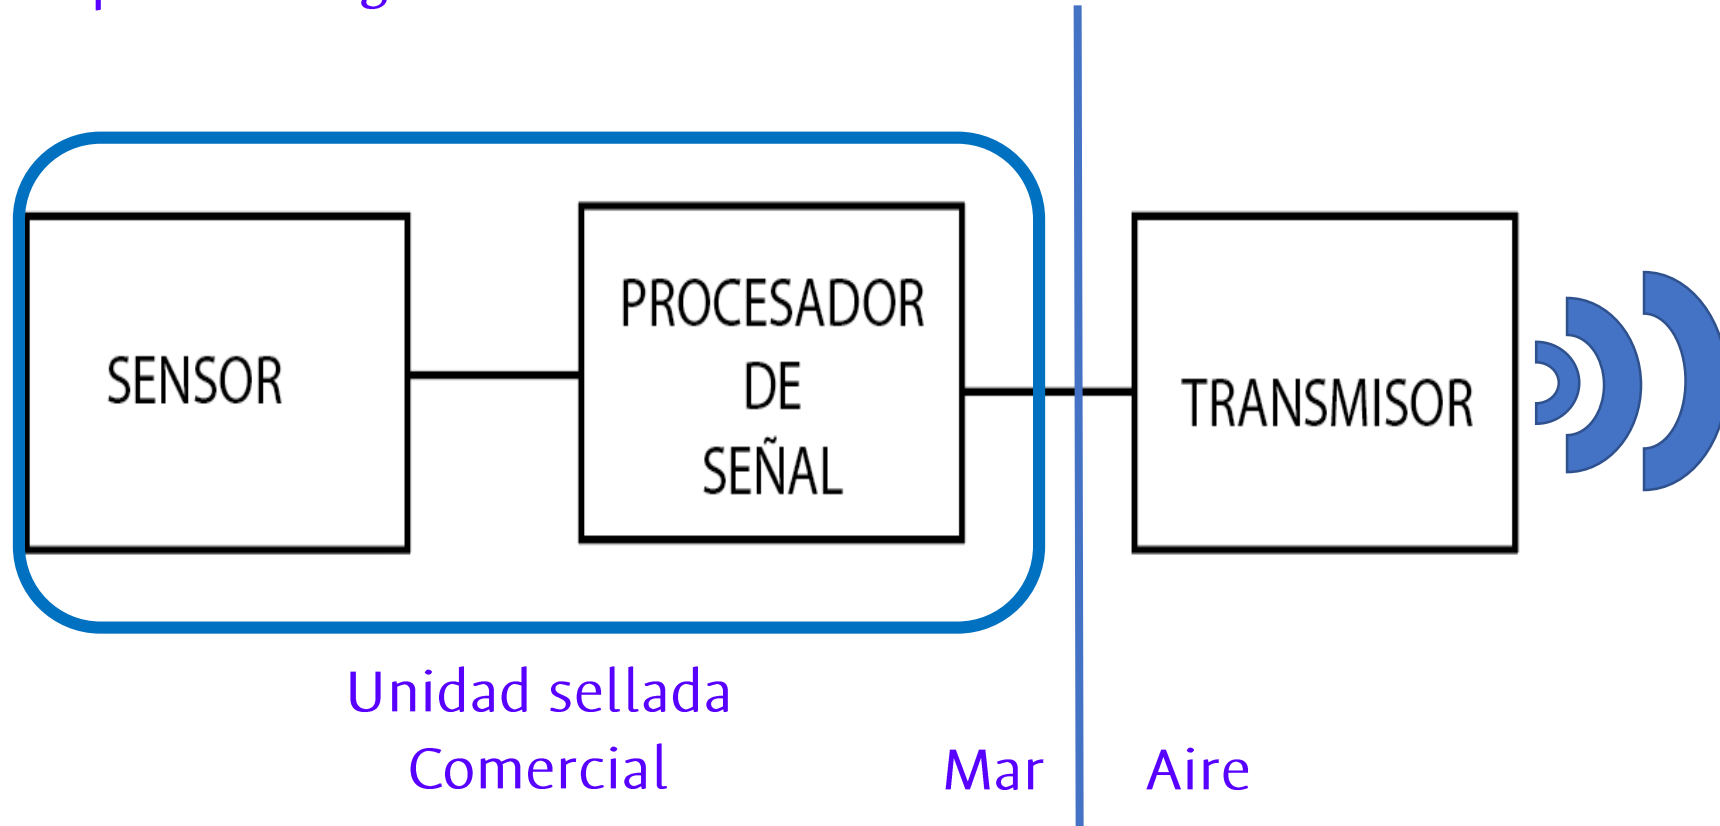 SENSOR
PROCESADOR
DE
SEÑAL
TRANSMISOR
Unidad sellada
Comercial
Mar
Aire